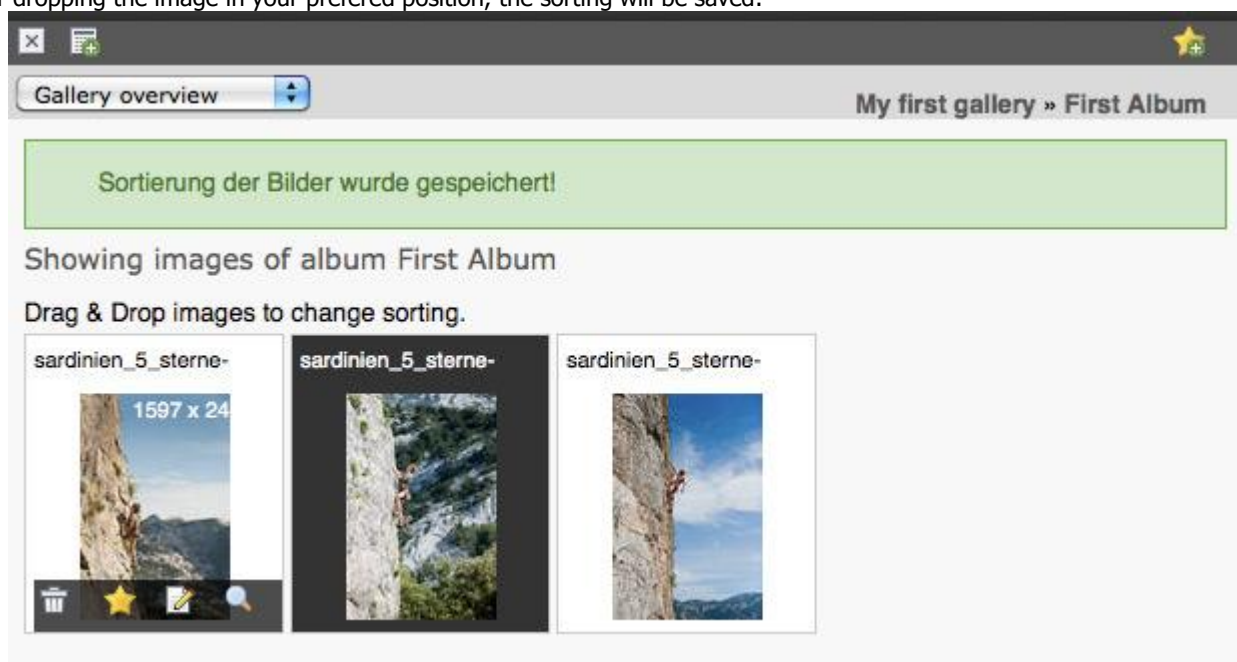 dropping the image in your prefered position, the sorting will be saved.
Gallery overview
My first gallery » First Album
Sortierung der Bilder wurde gespeichert!
Showing images of album First Album
Drag & Drop images to change sorting.
sardinien_5_sterne-
sardinien_5_sterne-
sardinien_5_sterne-
1597 x 24